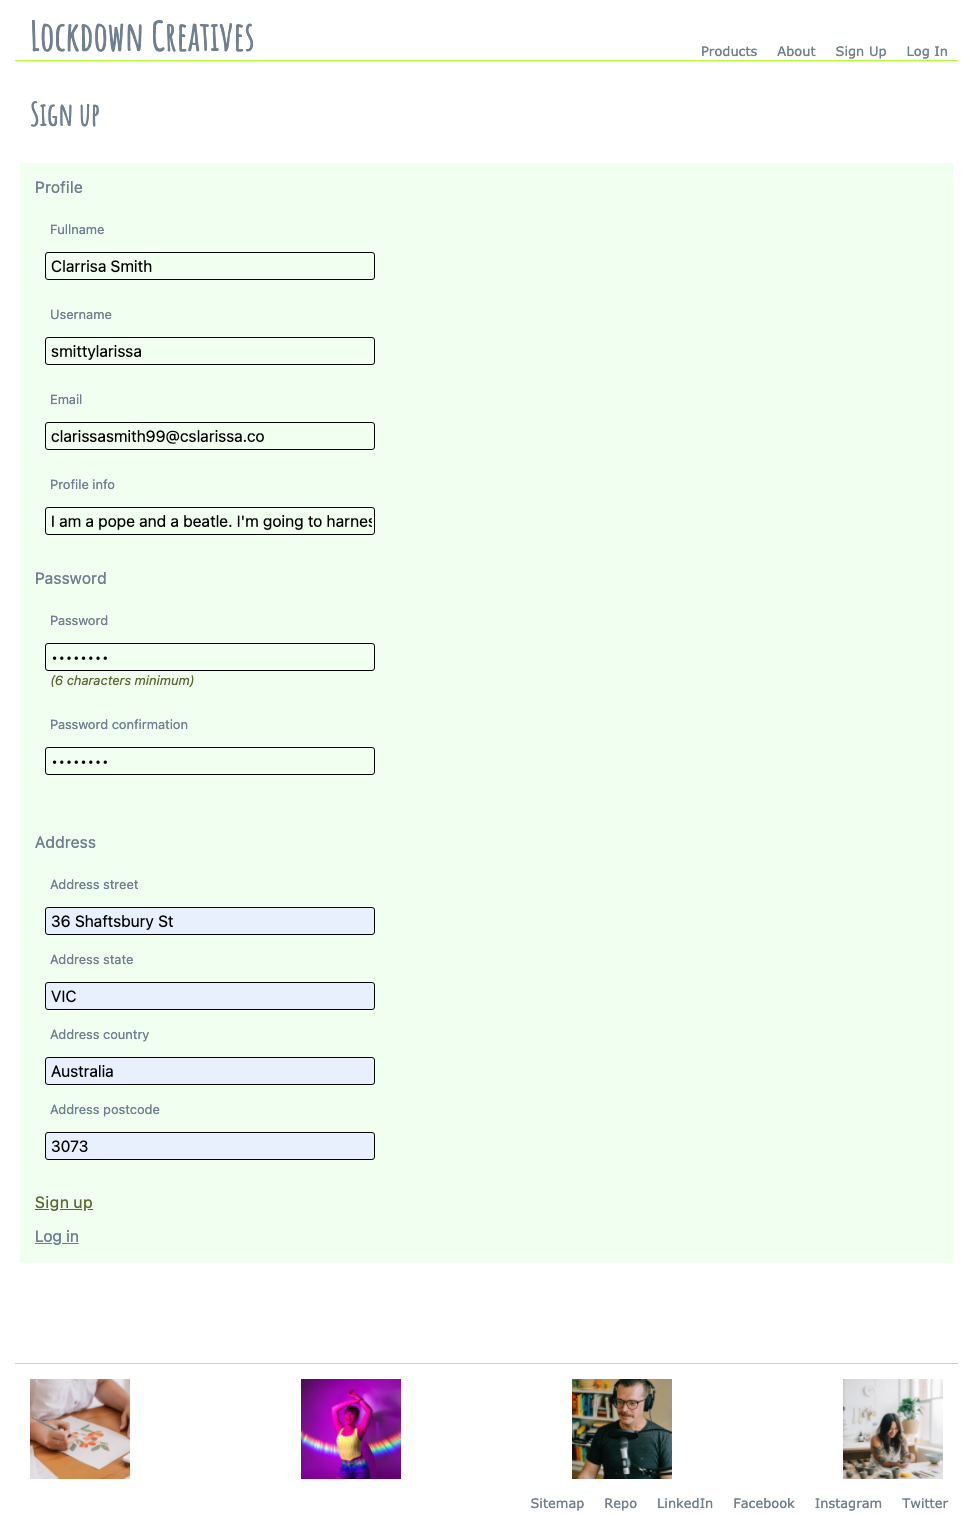 Lockdown Creatives
Products About Sign Up Log In
Sign up
Profile
Fullname
Clarrisa Smith
Username
smittylarissa
Email
clarissasmith99@cslarissa.co
Profile info
I am a pope and a beatle. I'm going to harnes
Password
Password
••••••••
(6 characters minimum)
Password confirmation
••••••••
Address
Address street
36 Shaftsbury St
Address state
VIC
Address country
Australia
Address postcode
3073
Sign up
Log in
Sitemap Repo LinkedIn Facebook Instagram Twitter